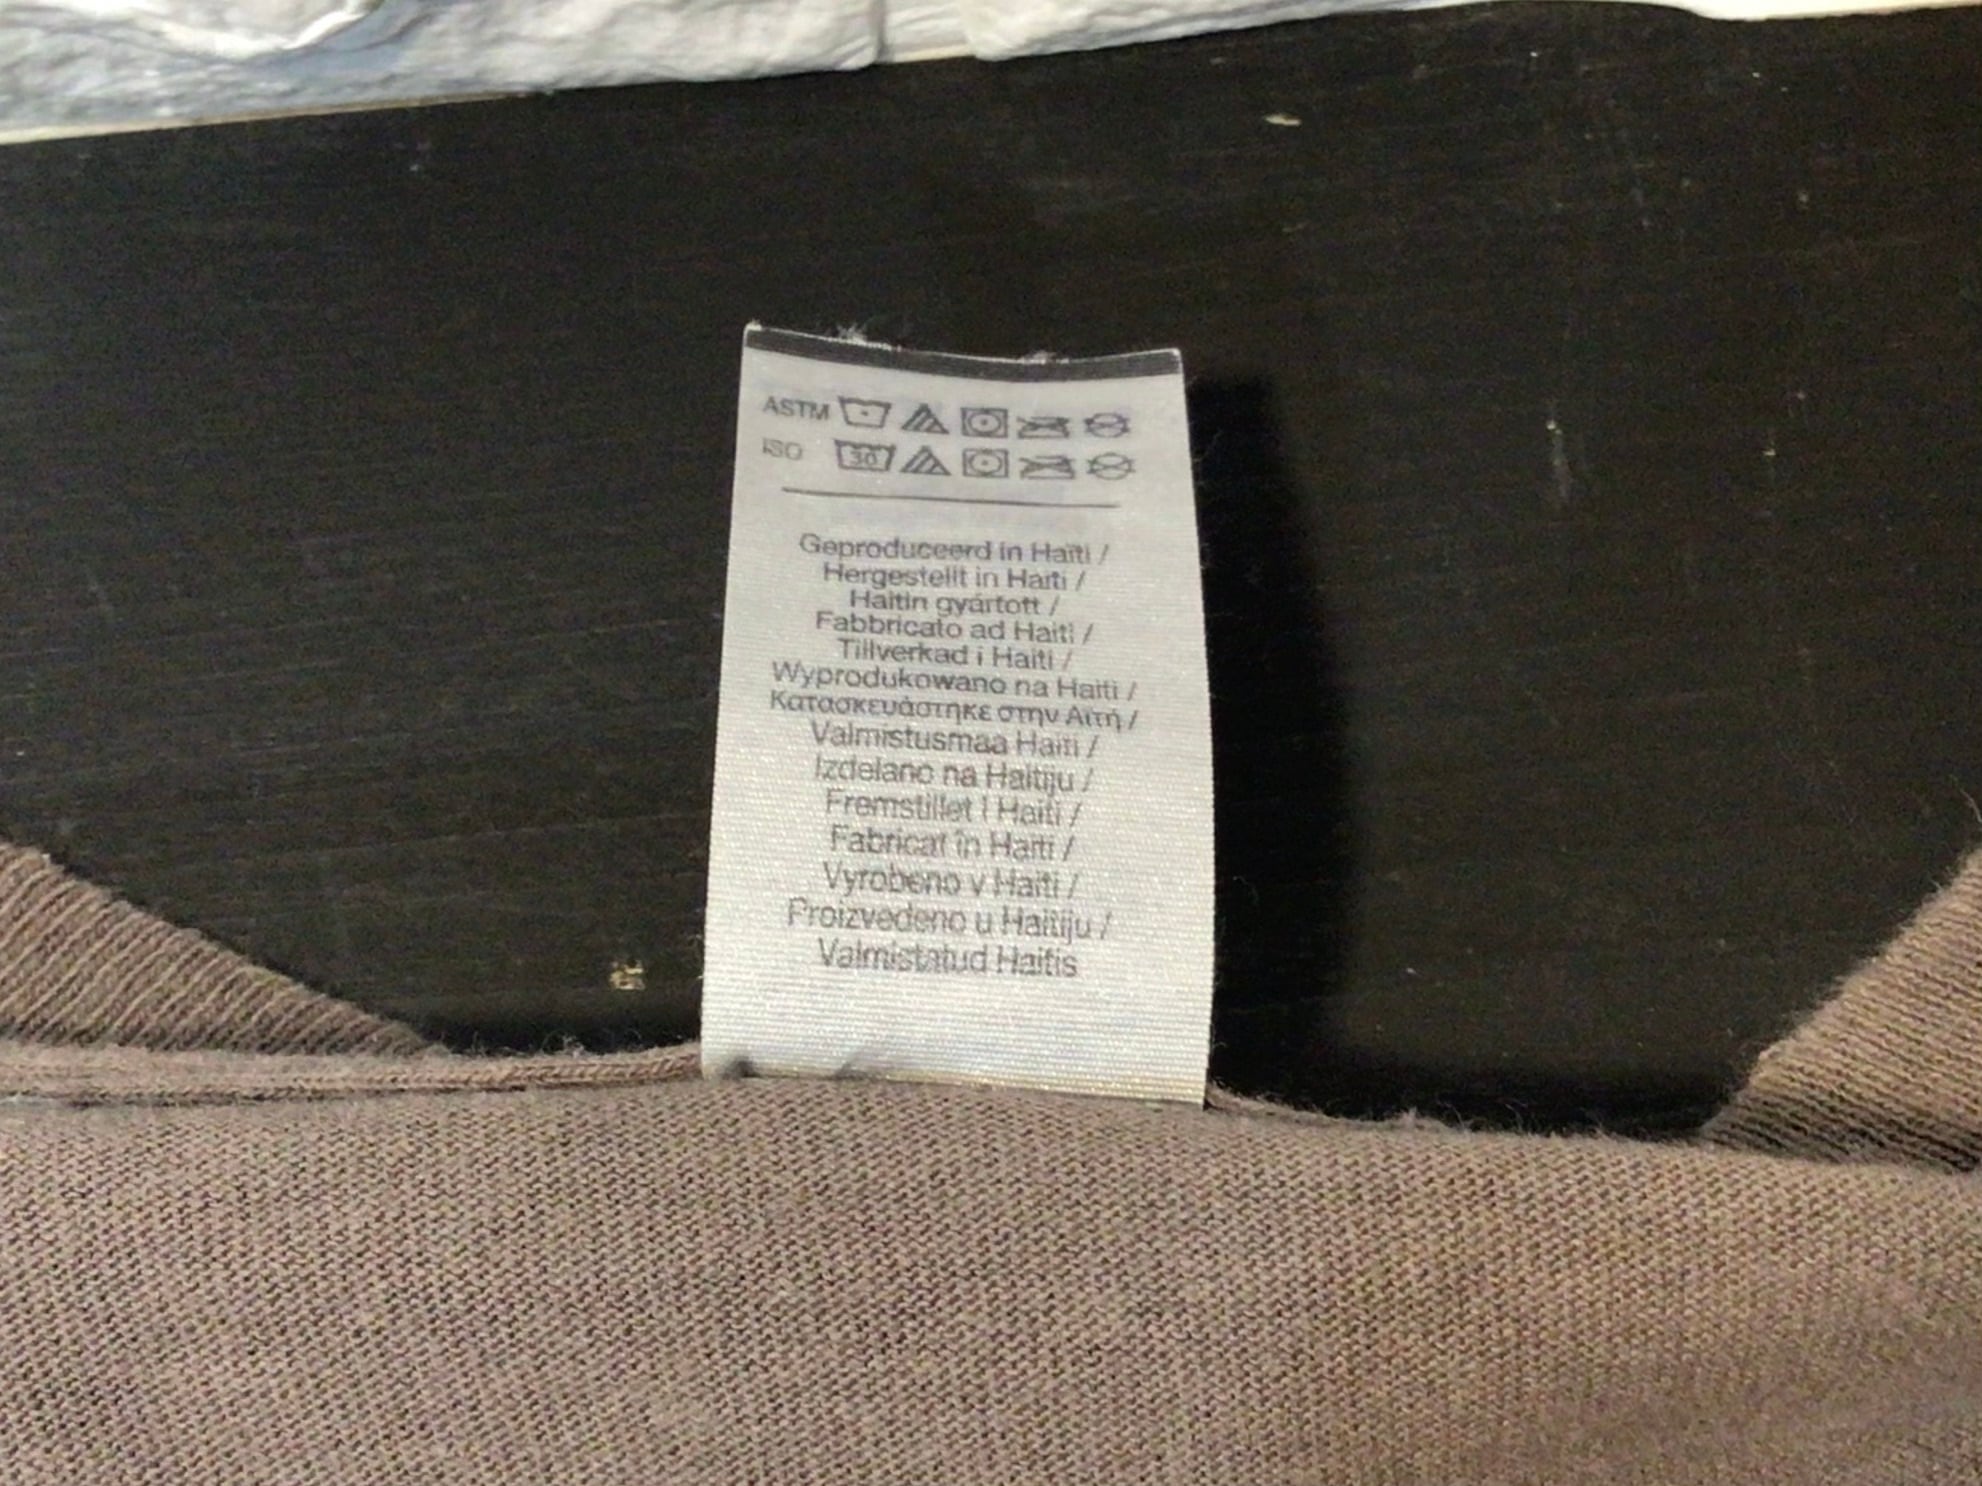 ASTM
ISO 30
Geproduceerd in Haïti /
Hergestellt in Haiti /
Haitin gyártott /
Fabbricato ad Haiti /
Tillverkad i Haiti /
Wyprodukowano na Haiti /
Κατασκευάστηκε στην Αϊτή /
Valmistusmaa Haiti /
Izdelano na Haitiju /
Fremstillet i Haiti /
Fabricat în Haiti /
Vyrobeno v Haiti /
Proizvedeno u Haitiju /
Valmistatud Haitis